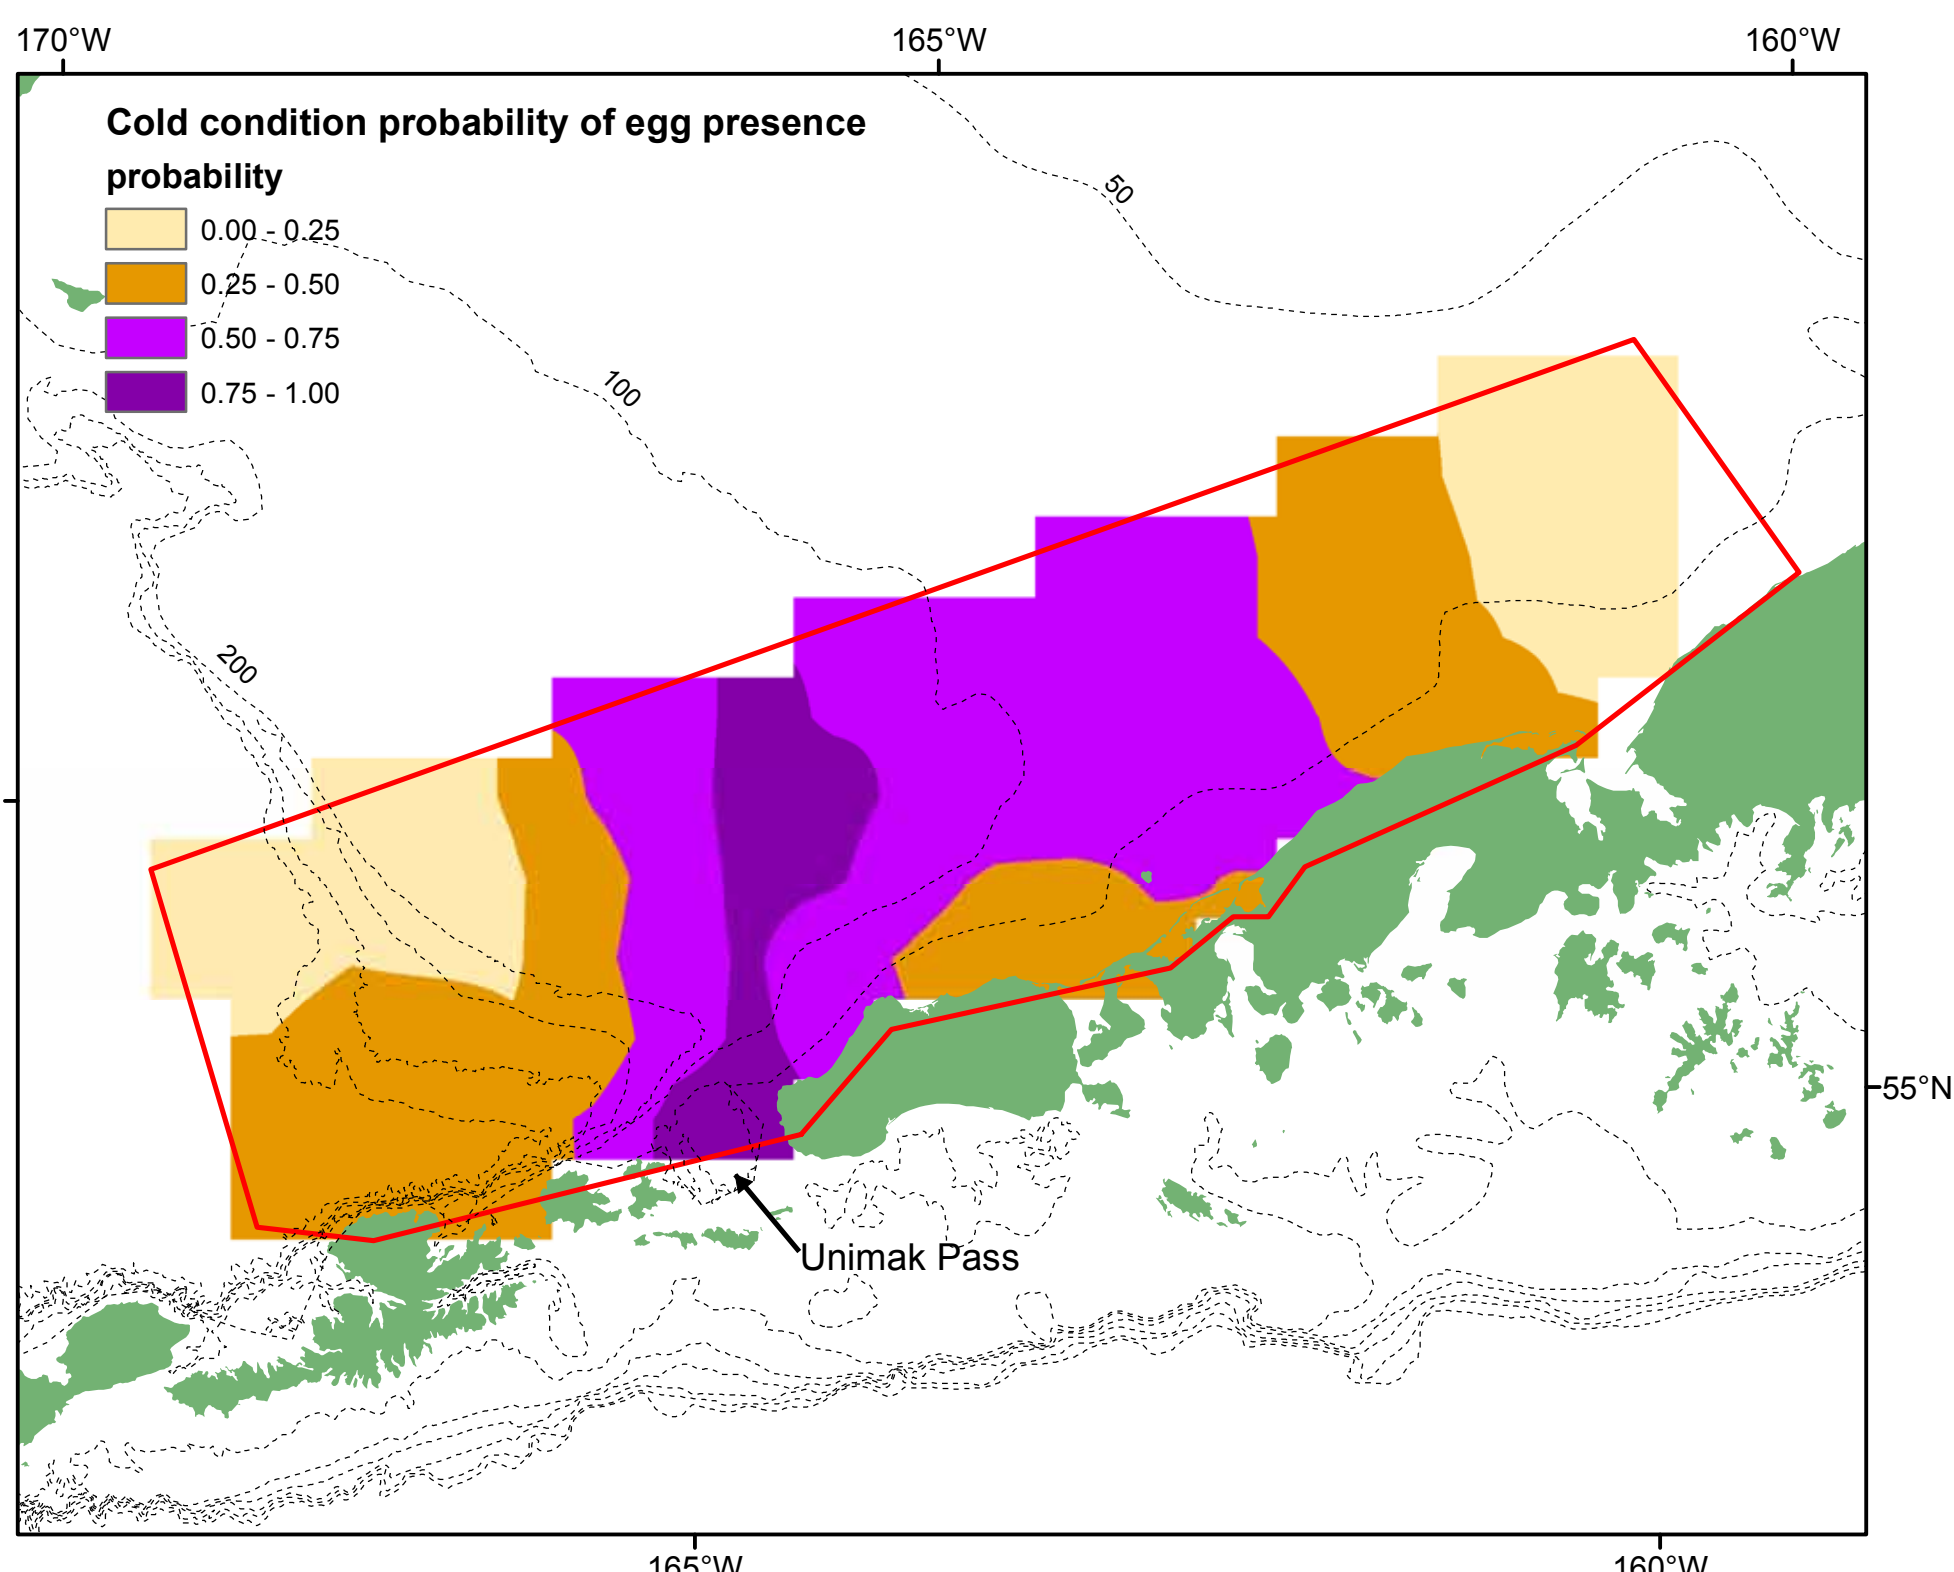 170°W 165°W 160°W
Cold condition probability of egg presence
probability
0.00 - 0.25
0.25 - 0.50
0.50 - 0.75
0.75 - 1.00
50
100
200
55°N
Unimak Pass
165°W 160°W